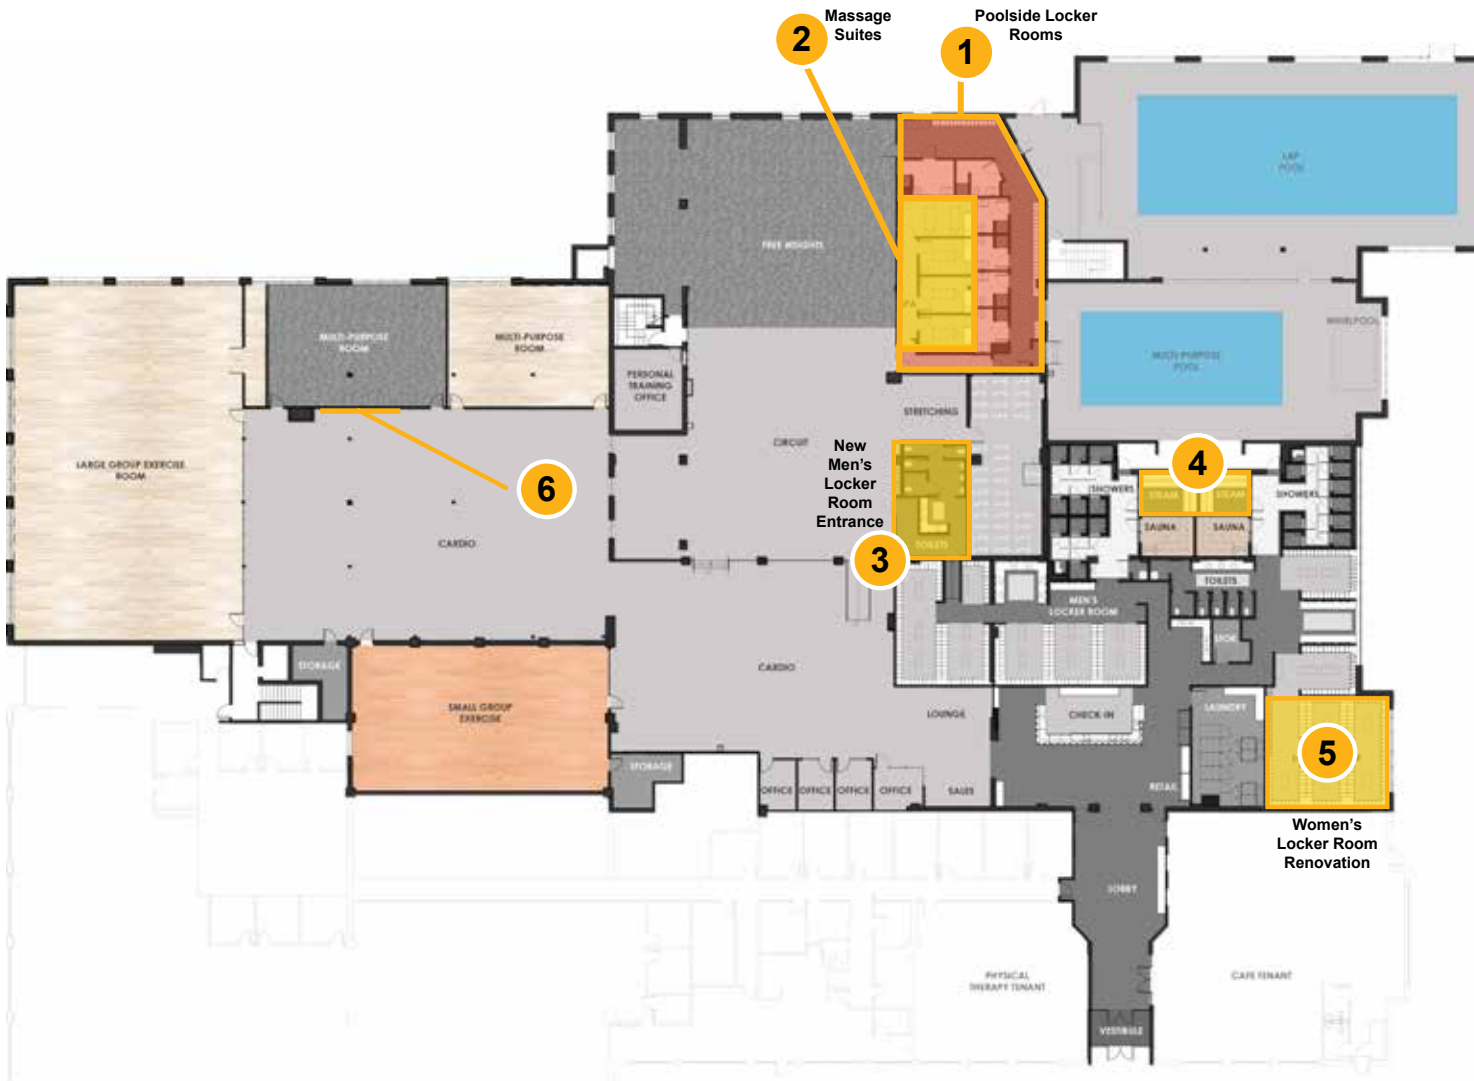 Massage
Suites
2
Poolside Locker
Rooms
1
LAP
POOL
FREE WEIGHTS
WHIRLPOOL
MULTI-PURPOSE
ROOM
MULTI-PURPOSE
ROOM
MULTI-PURPOSE
POOL
PERSONAL
TRAINING
OFFICE
STRETCHING
CIRCUIT
New
Men's
Locker
Room
Entrance
3
TOILETS
LARGE GROUP EXERCISE
ROOM
6
CARDIO
4
SHOWERS
STEAM
STEAM
SHOWERS
SAUNA
SAUNA
TOILETS
MEN'S
LOCKER ROOM
STOR
STORAGE
CARDIO
SMALL GROUP
EXERCISE
LOUNGE
CHECK-IN
LAUNDRY
5
STORAGE
OFFICE
OFFICE
OFFICE
OFFICE
SALES
RETAIL
Women's
Locker Room
Renovation
LOBBY
PHYSICAL
THERAPY TENANT
CAFE TENANT
VESTIBULE